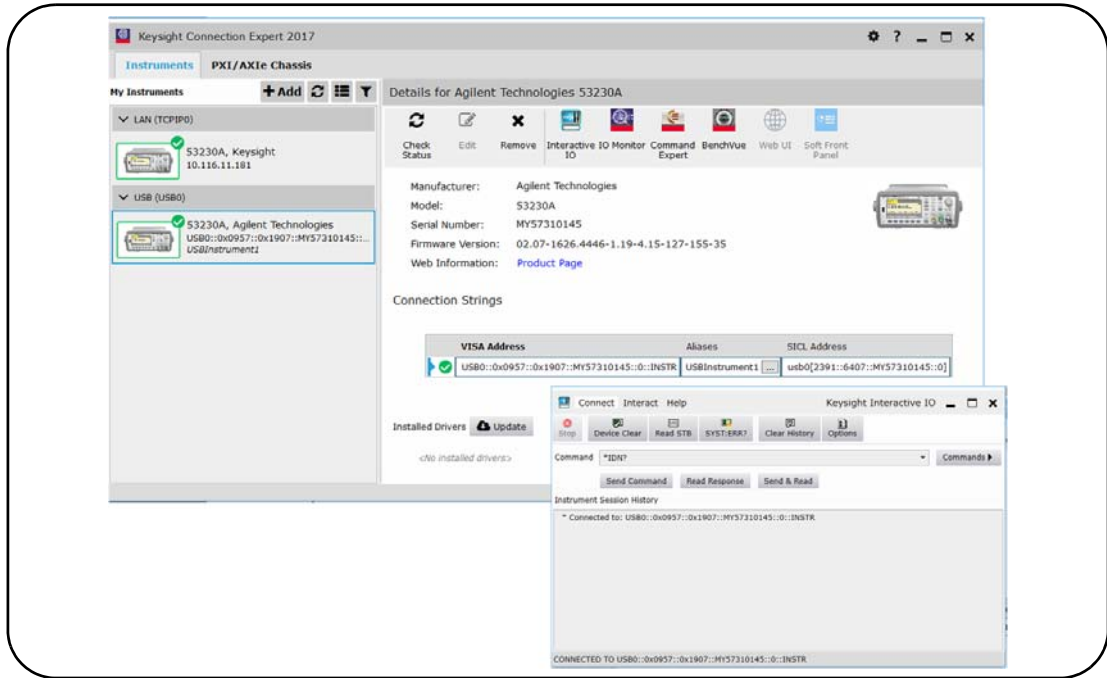 Keysight Connection Expert 2017
Instruments PXI/AXIe Chassis
My Instruments +Add
Details for Agilent Technologies 53230A
LAN (TCPIP0)
53230A, Keysight
10.116.11.181
USB (USB0)
53230A, Agilent Technologies
USB0::0x0957::0x1907::MY57310145::...
USBInstrument1
Check Status Edit Remove Interactive IO IO Monitor Command Expert BenchVue Web UI Soft Front Panel
Manufacturer: Agilent Technologies
Model: 53230A
Serial Number: MY57310145
Firmware Version: 02.07-1626.4446-1.19-4.15-127-155-35
Web Information: Product Page
Connection Strings
VISA Address Aliases SICL Address
USB0::0x0957::0x1907::MY57310145::0::INSTR USBInstrument1 ... usb0[2391::6407::MY57310145::0]
Installed Drivers Update
<No installed drivers>
Connect Interact Help Keysight Interactive IO
Stop Device Clear Read STB SYST:ERR? Clear History Options
Command *IDN? Commands
Send Command Read Response Send & Read
Instrument Session History
* Connected to: USB0::0x0957::0x1907::MY57310145::0::INSTR
CONNECTED TO USB0::0x0957::0x1907::MY57310145::0::INSTR